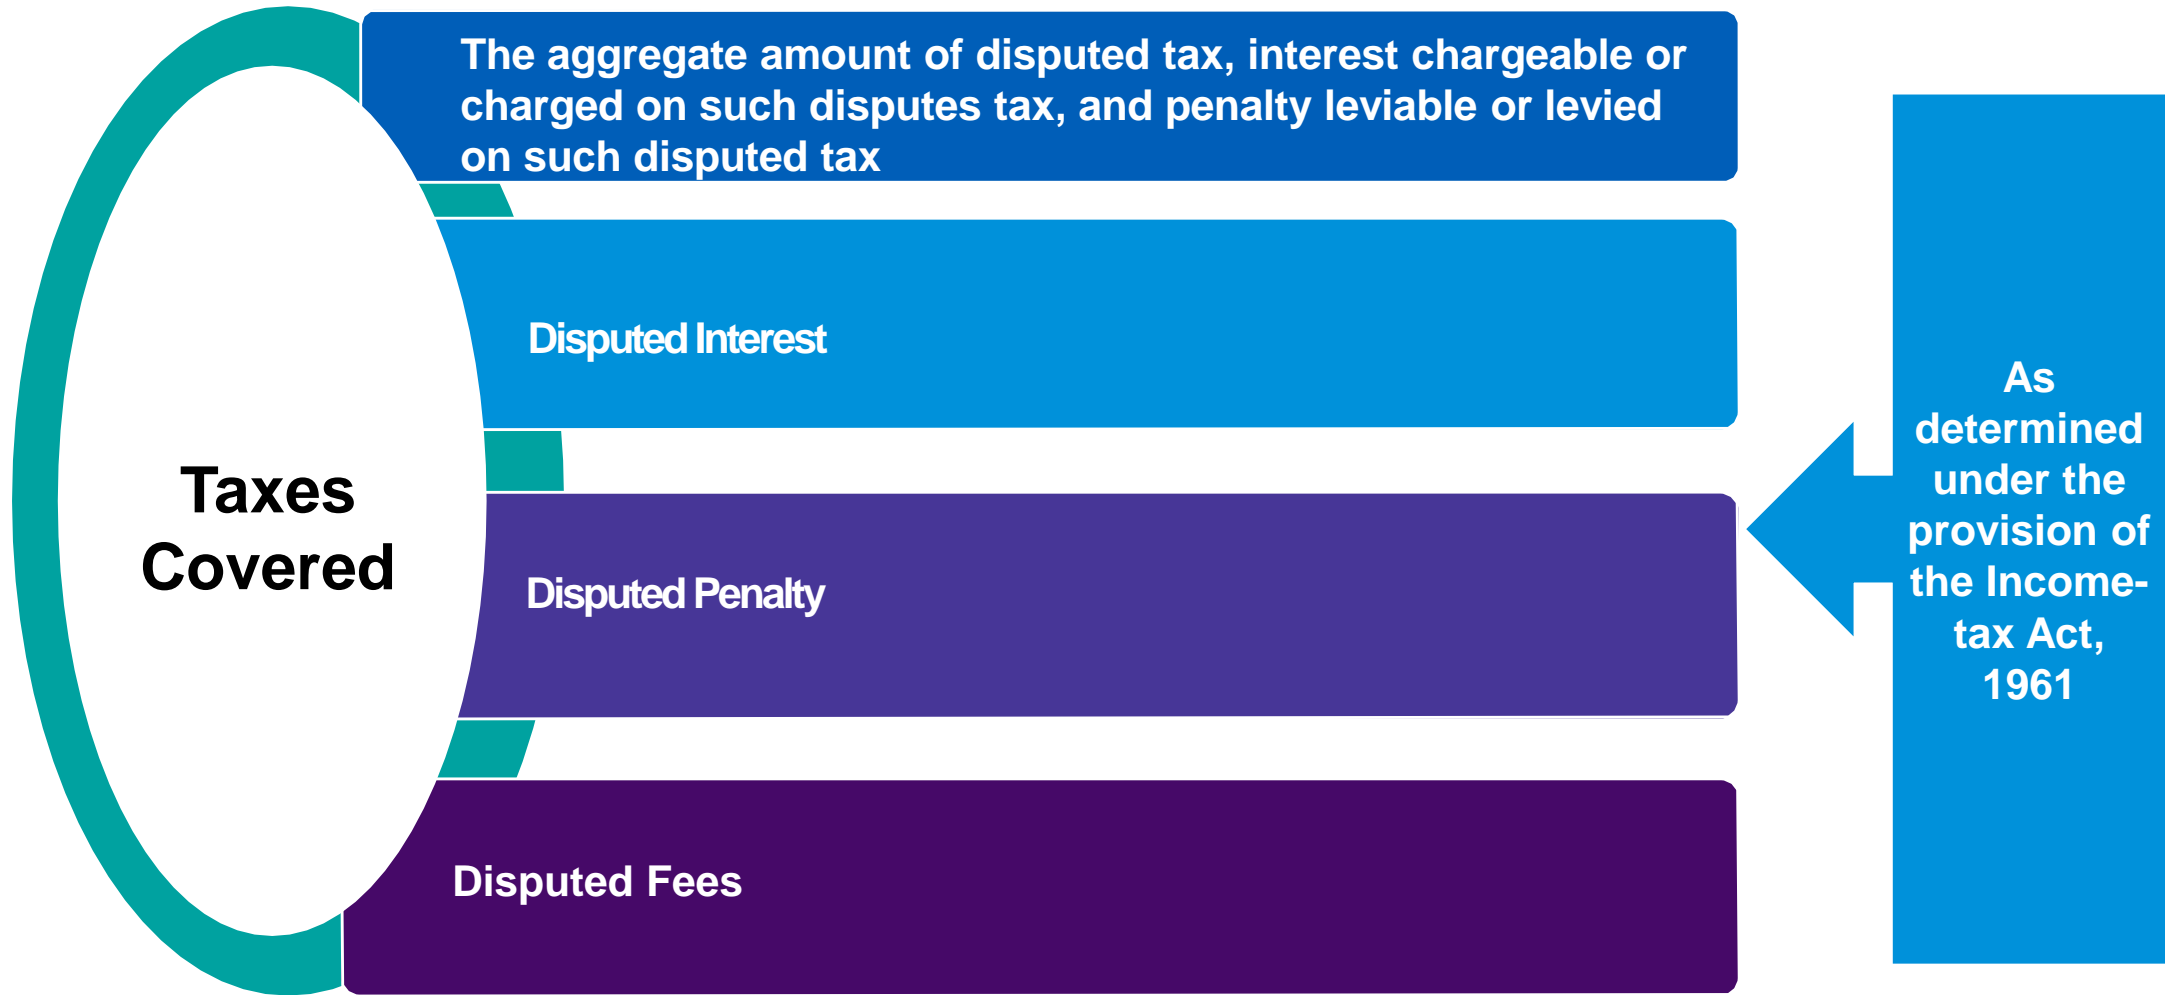 The aggregate amount of disputed tax, interest chargeable or
charged on such disputes tax, and penalty leviable or levied
on such disputed tax
Disputed Interest
Taxes
Covered
Disputed Penalty
Disputed Fees
As
determined
under the
provision of
the Income-
tax Act,
1961